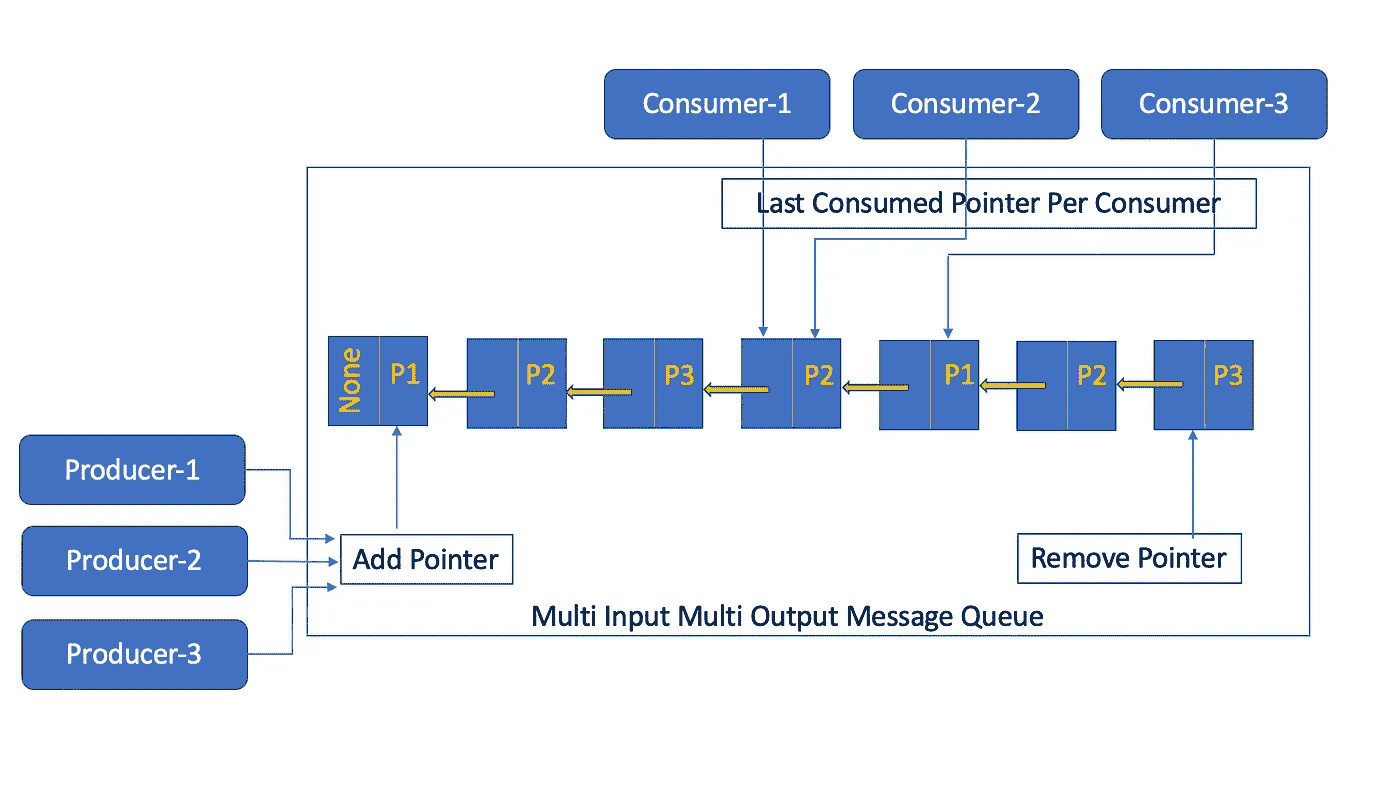 Consumer-1
Consumer-2
Consumer-3
Last Consumed Pointer Per Consumer
None
P1
P2
P3
P2
P1
P2
P3
Producer-1
Producer-2
Producer-3
Add Pointer
Remove Pointer
Multi Input Multi Output Message Queue